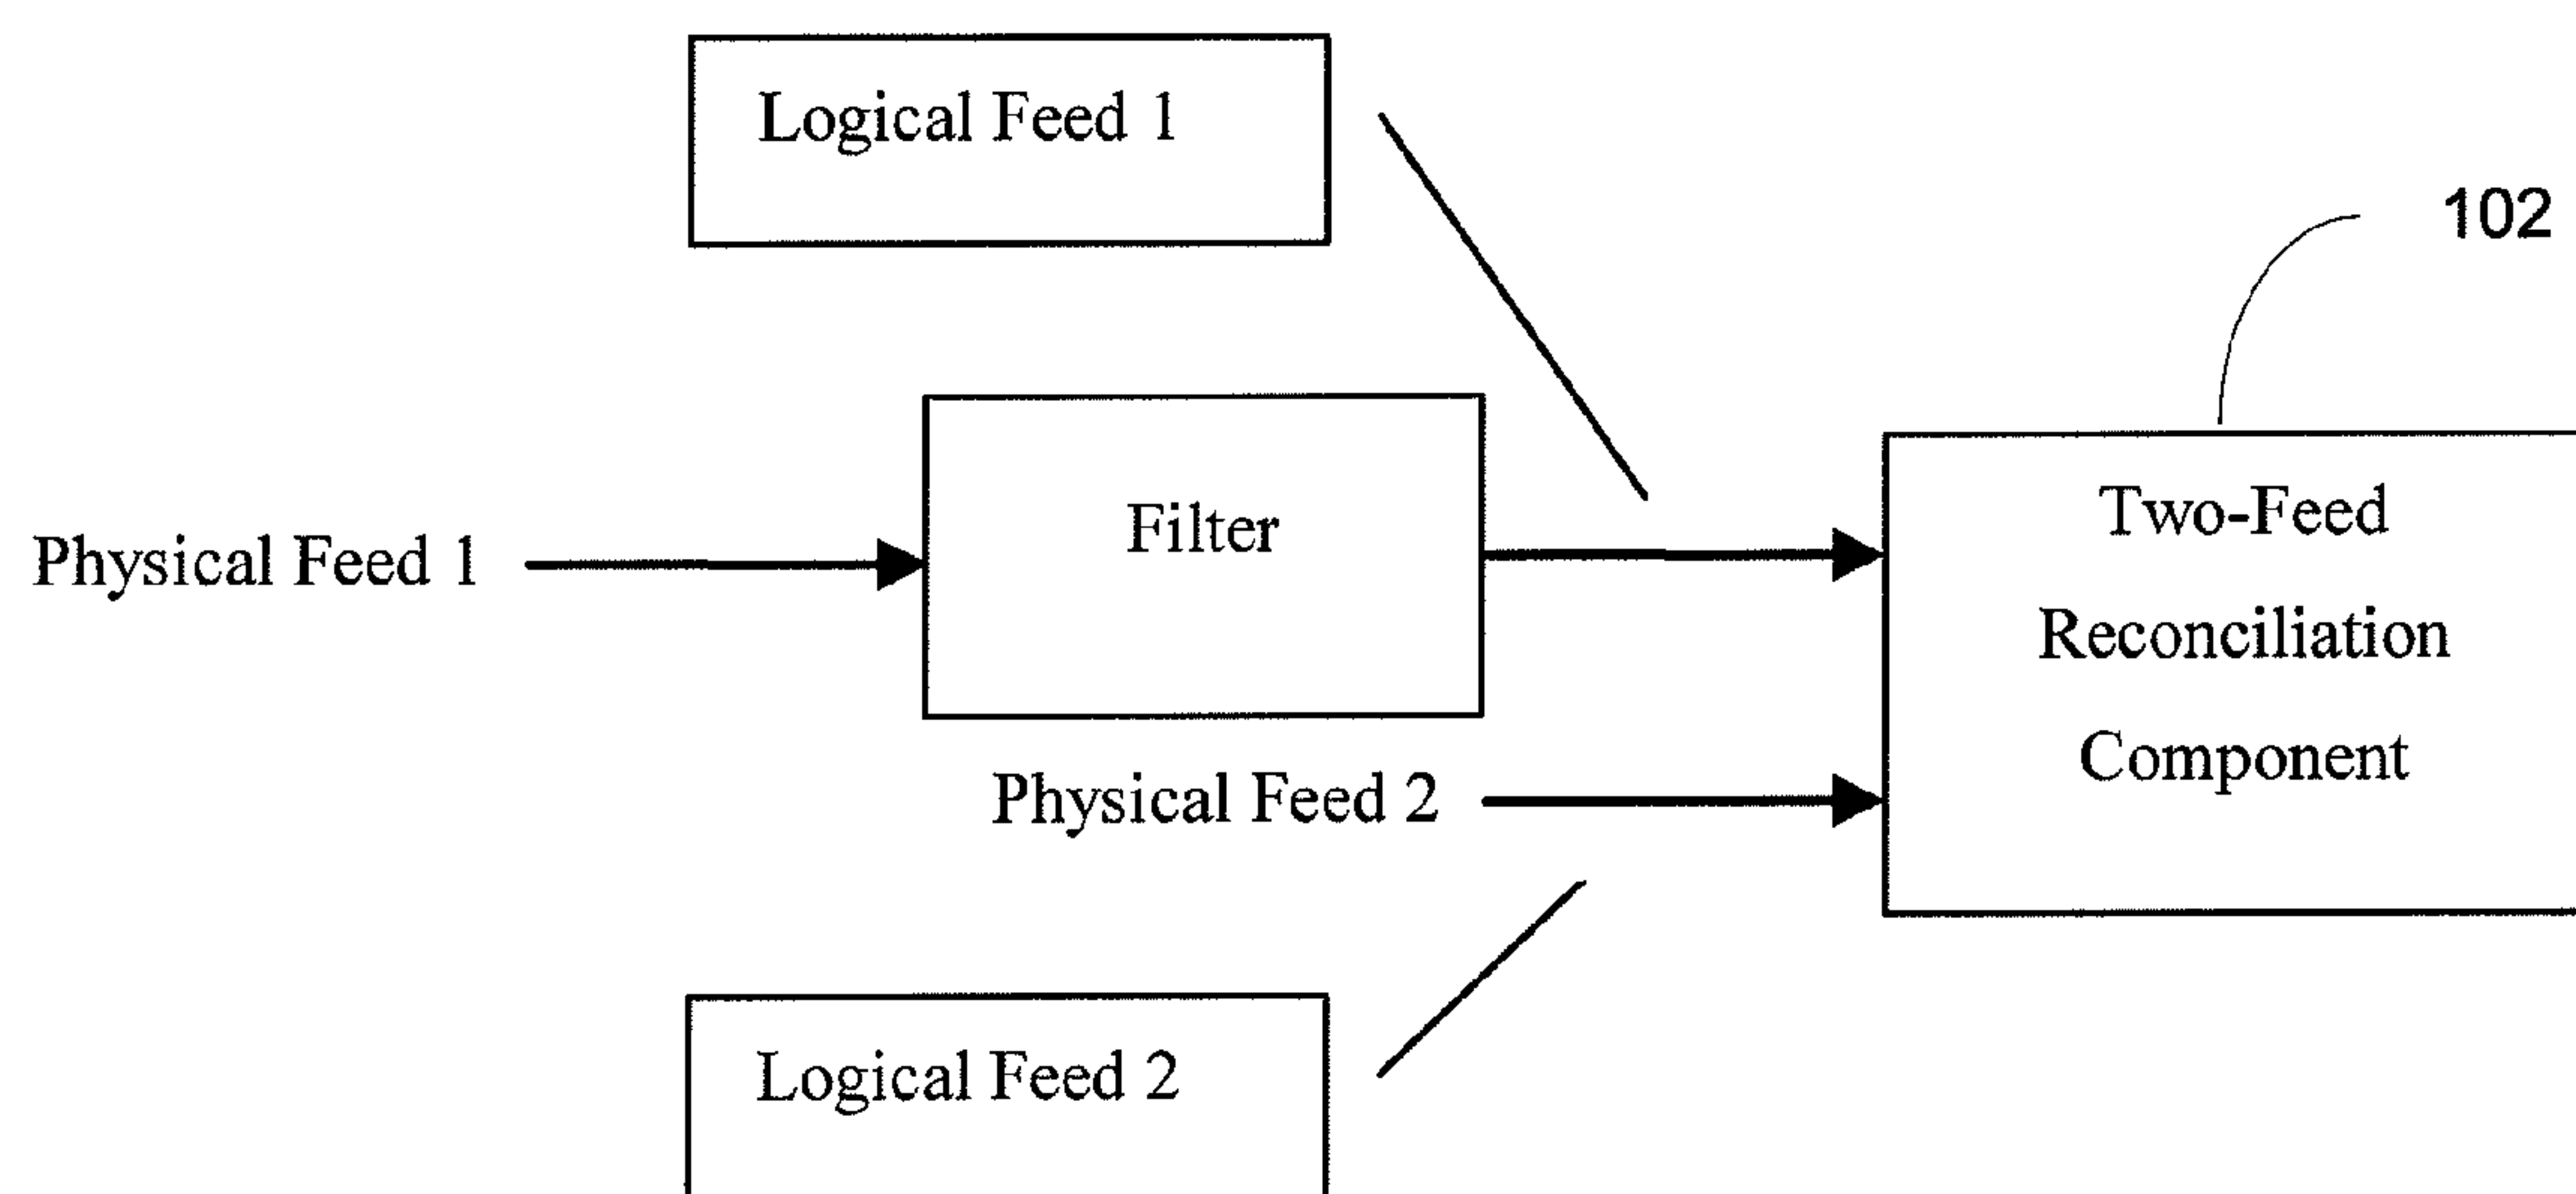 Logical Feed 1
102
Two-Feed
Reconciliation
Component
Filter
Physical Feed 1
Physical Feed 2
Logical Feed 2